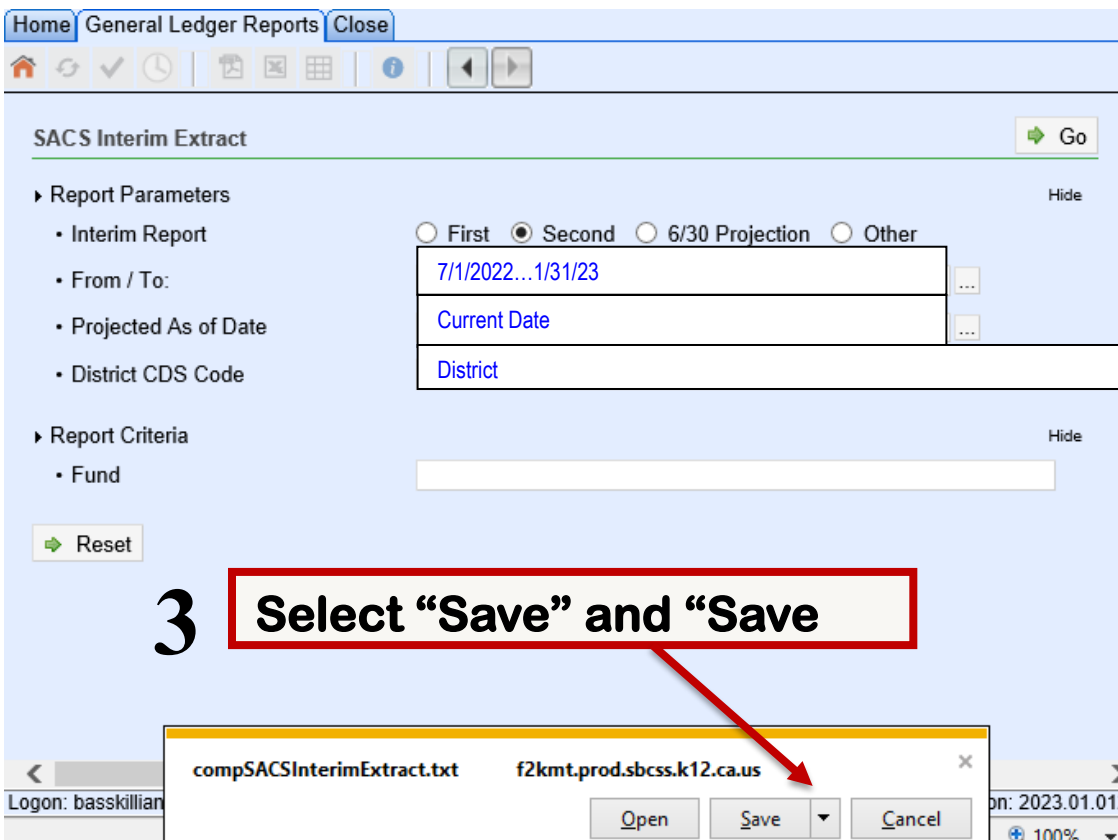 Home General Ledger Reports Close
SACS Interim Extract Go
Report Parameters Hide
• Interim Report First Second 6/30 Projection Other
• From / To: 7/1/2022…1/31/23 ...
• Projected As of Date Current Date ...
• District CDS Code District
Report Criteria Hide
• Fund
Reset
3 Select “Save” and “Save
compSACSInterimExtract.txt f2kmt.prod.sbcss.k12.ca.us
Open Save Cancel
Logon: basskillian on: 2023.01.01
100%